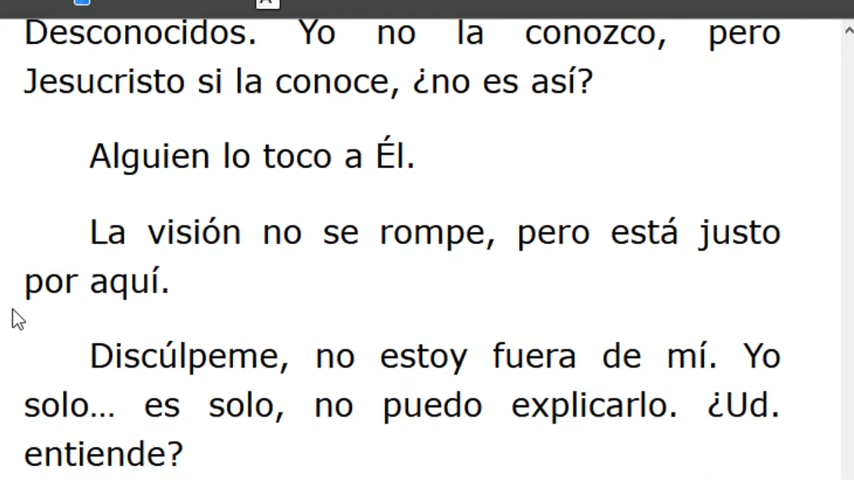 Desconocidos. Yo no la conozco, pero
Jesucristo si la conoce, ¿no es así?
Alguien lo toco a Él.
La visión no se rompe, pero está justo
por aquí.
Discúlpeme, no estoy fuera de mí. Yo
solo… es solo, no puedo explicarlo. ¿Ud.
entiende?